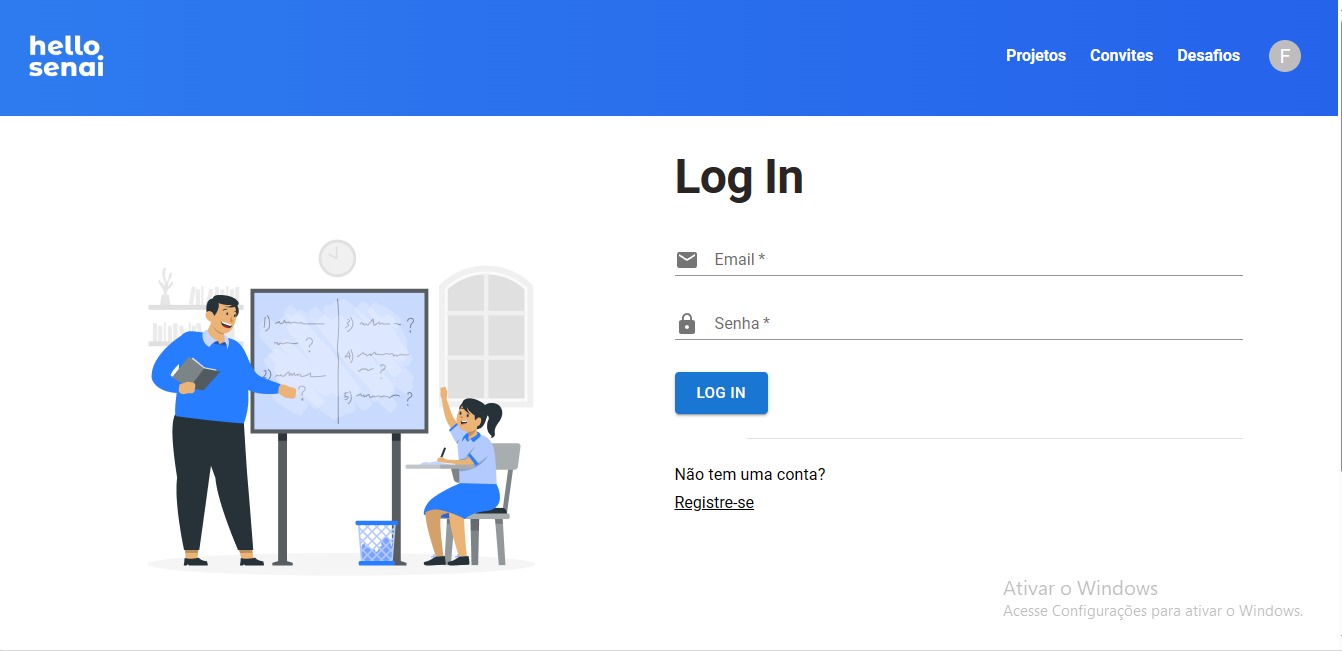 hello
senai
Projetos Convites Desafios F
Log In
Email *
Senha *
LOG IN
Não tem uma conta?
Registre-se
1) ?
2) ?
3) ?
4) ?
5) ?
Ativar o Windows
Acesse Configurações para ativar o Windows.